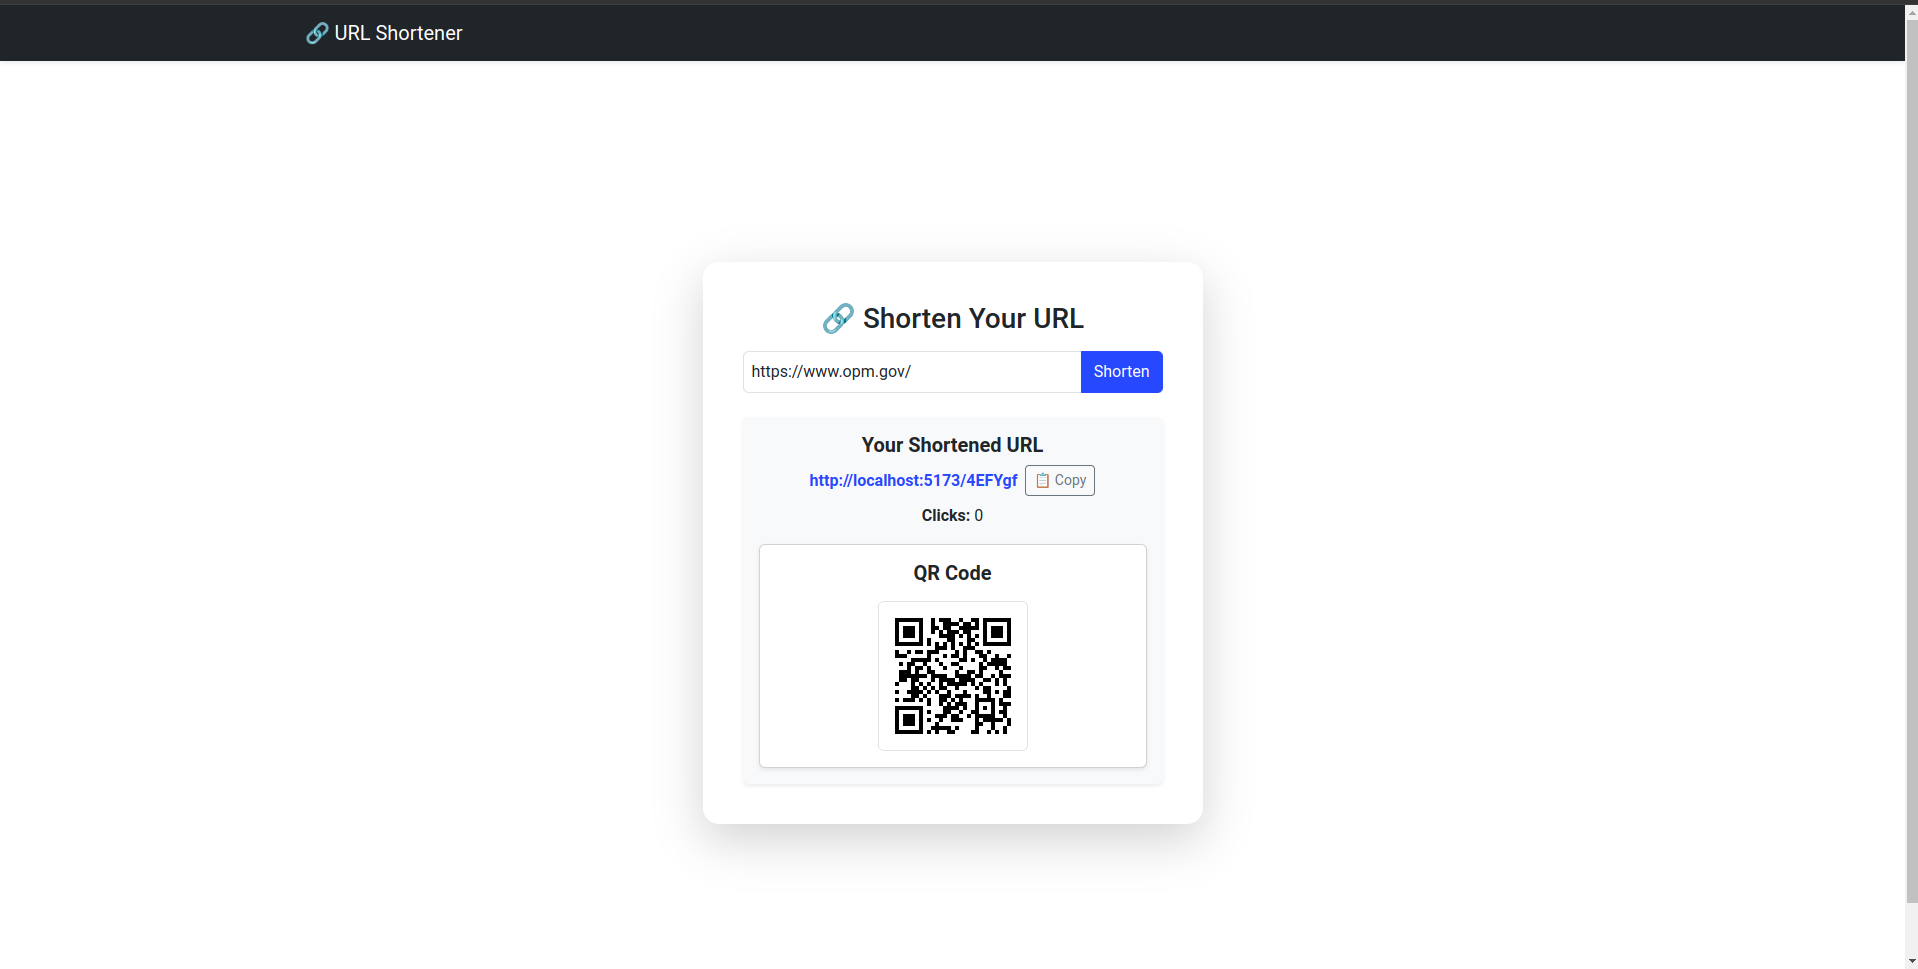 🔗 URL Shortener
🔗 Shorten Your URL
https://www.opm.gov/ Shorten
Your Shortened URL
http://localhost:5173/4EFYgf 📋 Copy
Clicks: 0
QR Code